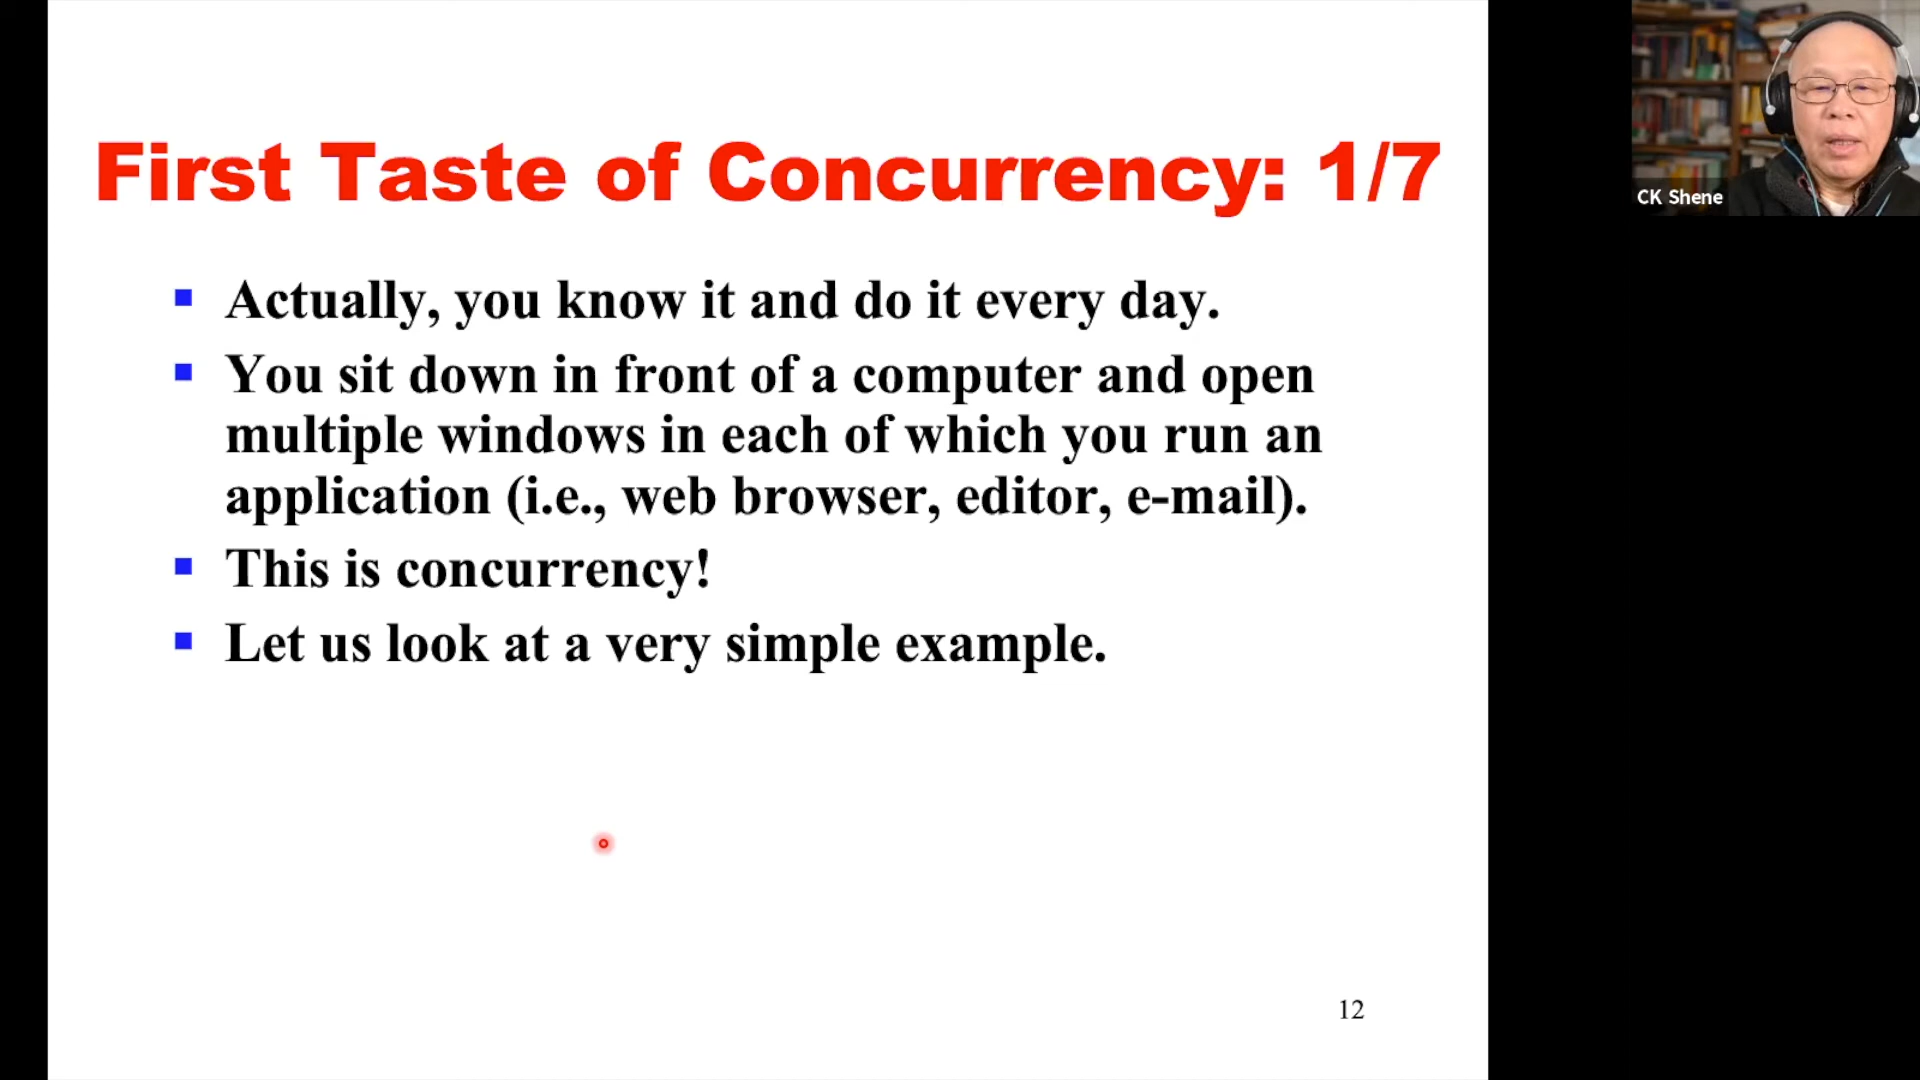 First Taste of Concurrency: 1/7
Actually, you know it and do it every day.
You sit down in front of a computer and open
multiple windows in each of which you run an
application (i.e., web browser, editor, e-mail).
This is concurrency!
Let us look at a very simple example.
12
CK Shene